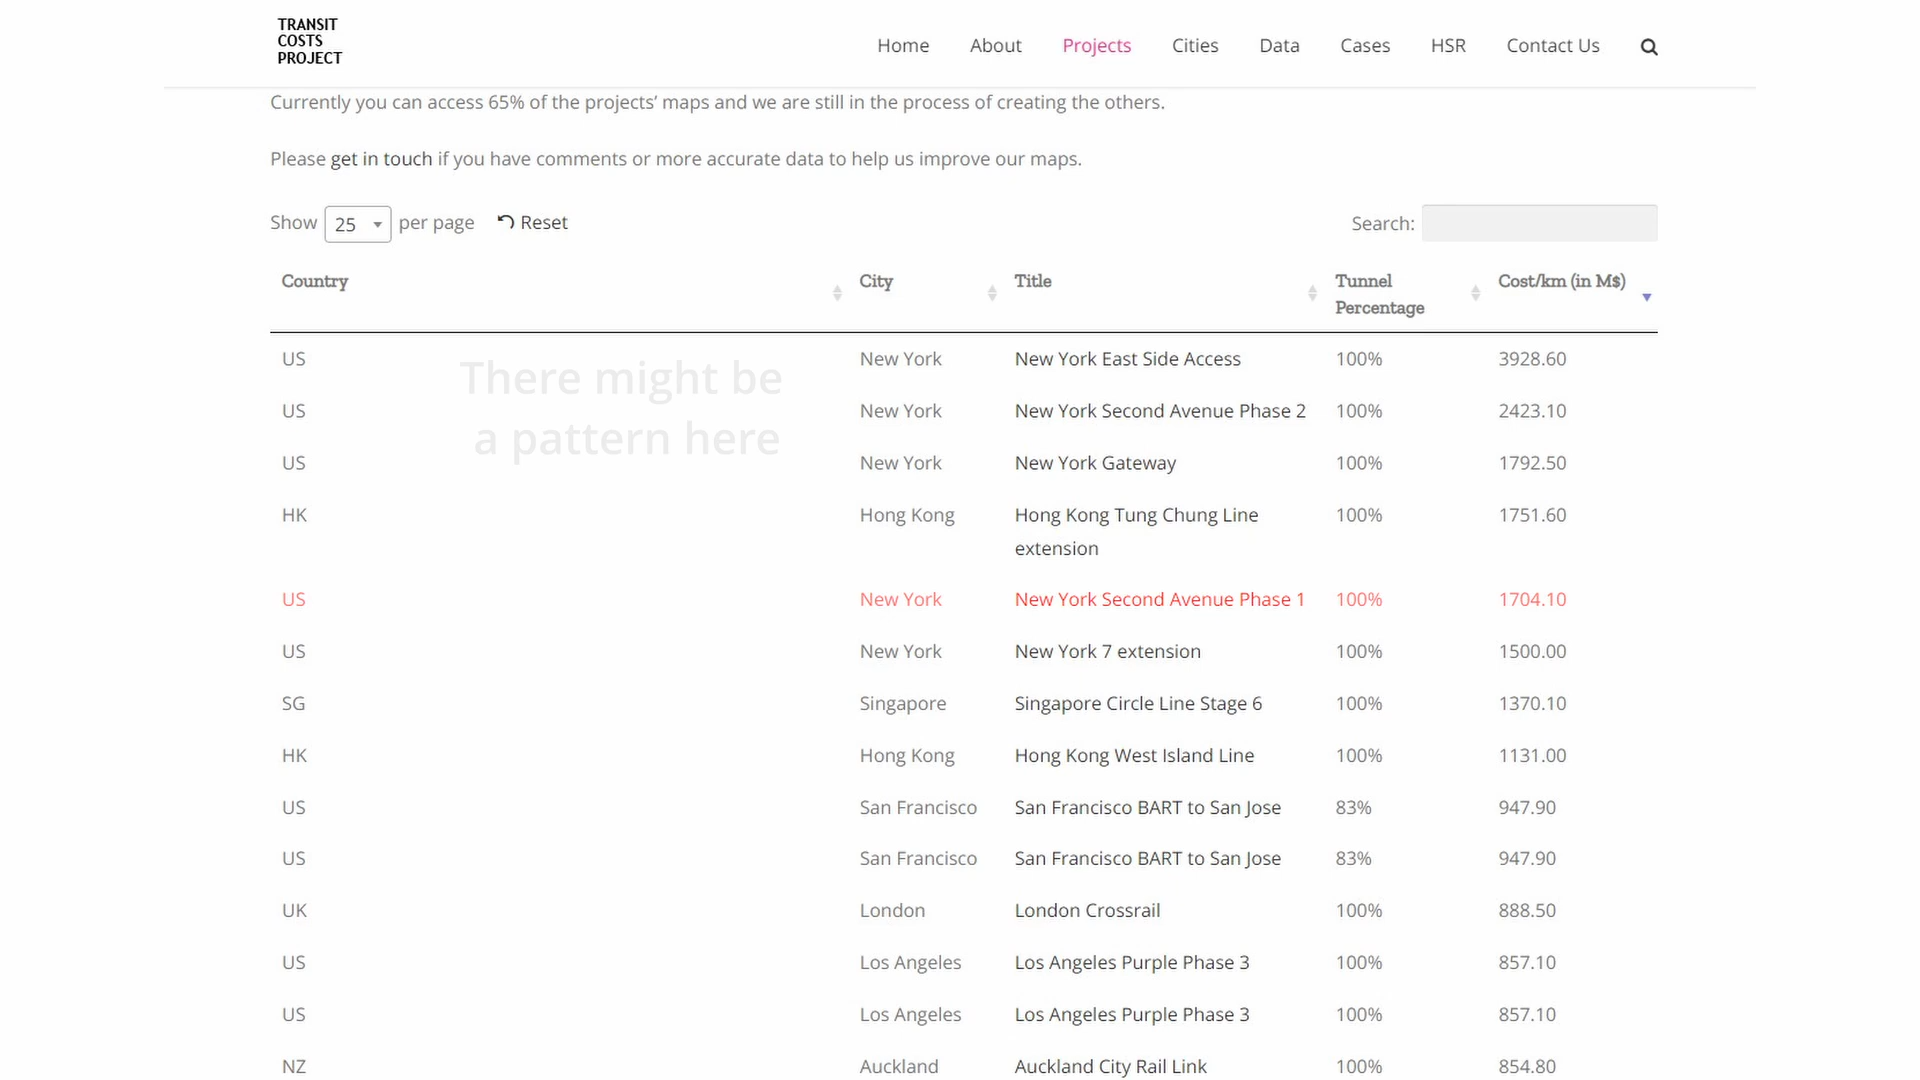 TRANSIT
COSTS
PROJECT
Home About Projects Cities Data Cases HSR Contact Us
Currently you can access 65% of the projects’ maps and we are still in the process of creating the others.
Please get in touch if you have comments or more accurate data to help us improve our maps.
Show 25 per page Reset Search:
Country City Title Tunnel Percentage Cost/km (in M$)
There might be
a pattern here
US New York New York East Side Access 100% 3928.60
US New York New York Second Avenue Phase 2 100% 2423.10
US New York New York Gateway 100% 1792.50
HK Hong Kong Hong Kong Tung Chung Line extension 100% 1751.60
US New York New York Second Avenue Phase 1 100% 1704.10
US New York New York 7 extension 100% 1500.00
SG Singapore Singapore Circle Line Stage 6 100% 1370.10
HK Hong Kong Hong Kong West Island Line 100% 1131.00
US San Francisco San Francisco BART to San Jose 83% 947.90
US San Francisco San Francisco BART to San Jose 83% 947.90
UK London London Crossrail 100% 888.50
US Los Angeles Los Angeles Purple Phase 3 100% 857.10
US Los Angeles Los Angeles Purple Phase 3 100% 857.10
NZ Auckland Auckland City Rail Link 100% 854.80